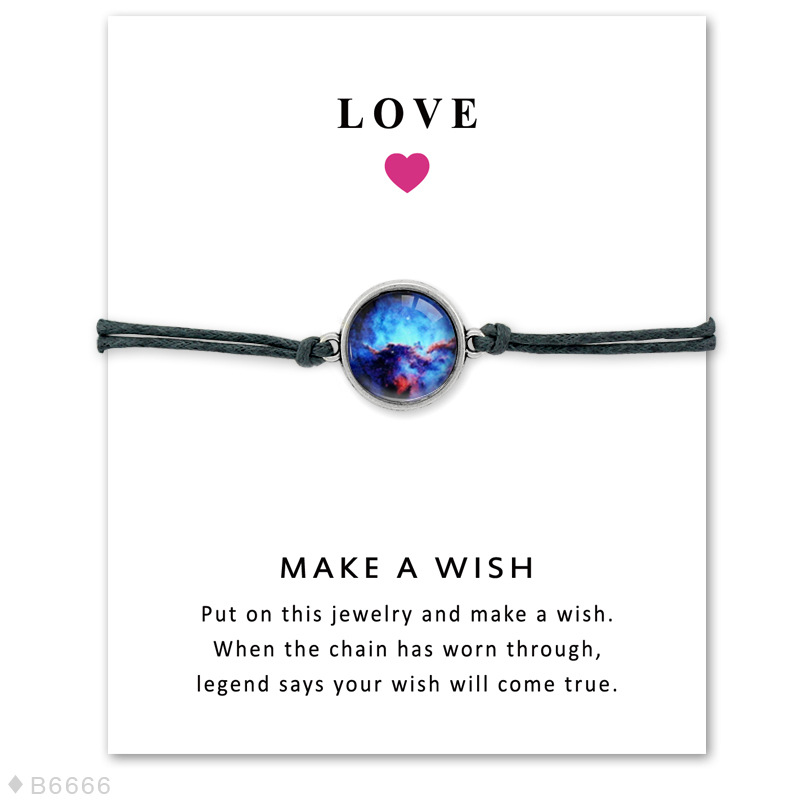 LOVE
MAKE A WISH
Put on this jewelry and make a wish.
When the chain has worn through,
legend says your wish will come true.
♦B6666